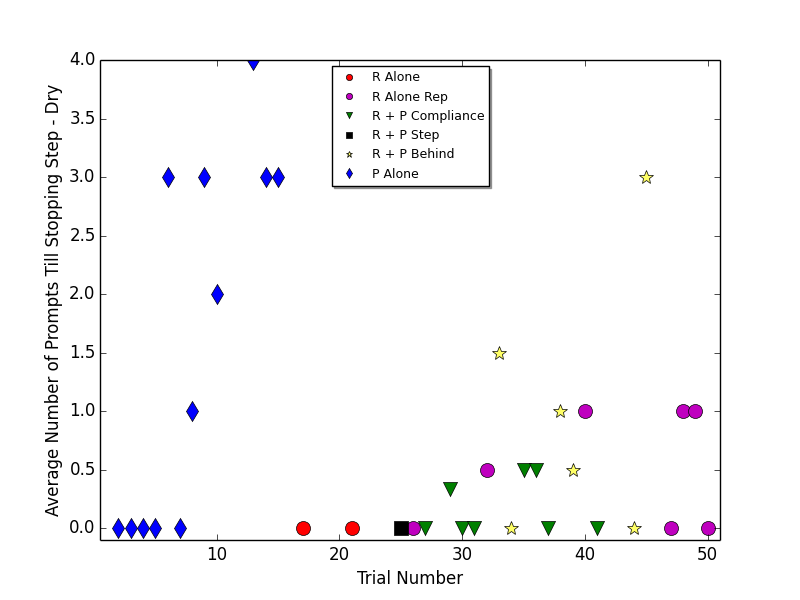 4.0
3.5
3.0
2.5
2.0
1.5
1.0
0.5
0.0
Average Number of Prompts Till Stopping Step - Dry
R Alone
R Alone Rep
R + P Compliance
R + P Step
R + P Behind
P Alone
10 20 30 40 50
Trial Number